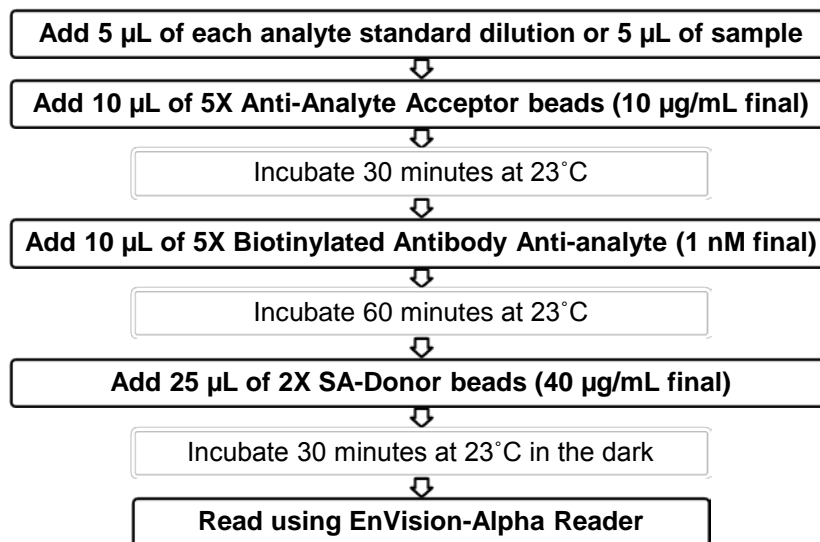 Add 5 µL of each analyte standard dilution or 5 µL of sample
Add 10 µL of 5X Anti-Analyte Acceptor beads (10 µg/mL final)
Incubate 30 minutes at 23˚C
Add 10 µL of 5X Biotinylated Antibody Anti-analyte (1 nM final)
Incubate 60 minutes at 23˚C
Add 25 µL of 2X SA-Donor beads (40 µg/mL final)
Incubate 30 minutes at 23˚C in the dark
Read using EnVision-Alpha Reader